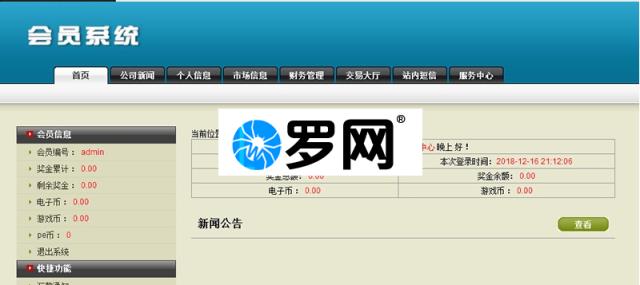 会员系统
首页 公司新闻 个人信息 市场信息 财务管理 交易大厅 站内短信 服务中心
会员信息
会员编号： admin
奖金累计： 0.00
剩余奖金： 0.00
电子币： 0.00
游戏币： 0.00
pe币： 0
退出系统
快捷功能
罗网®
当前位
中心 晚上 好！
本次登录时间：2018-12-16 21:12:06
奖金总额： 0.00 奖金余额： 0.00
电子币： 0.00 游戏币： 0.00
新闻公告 查看